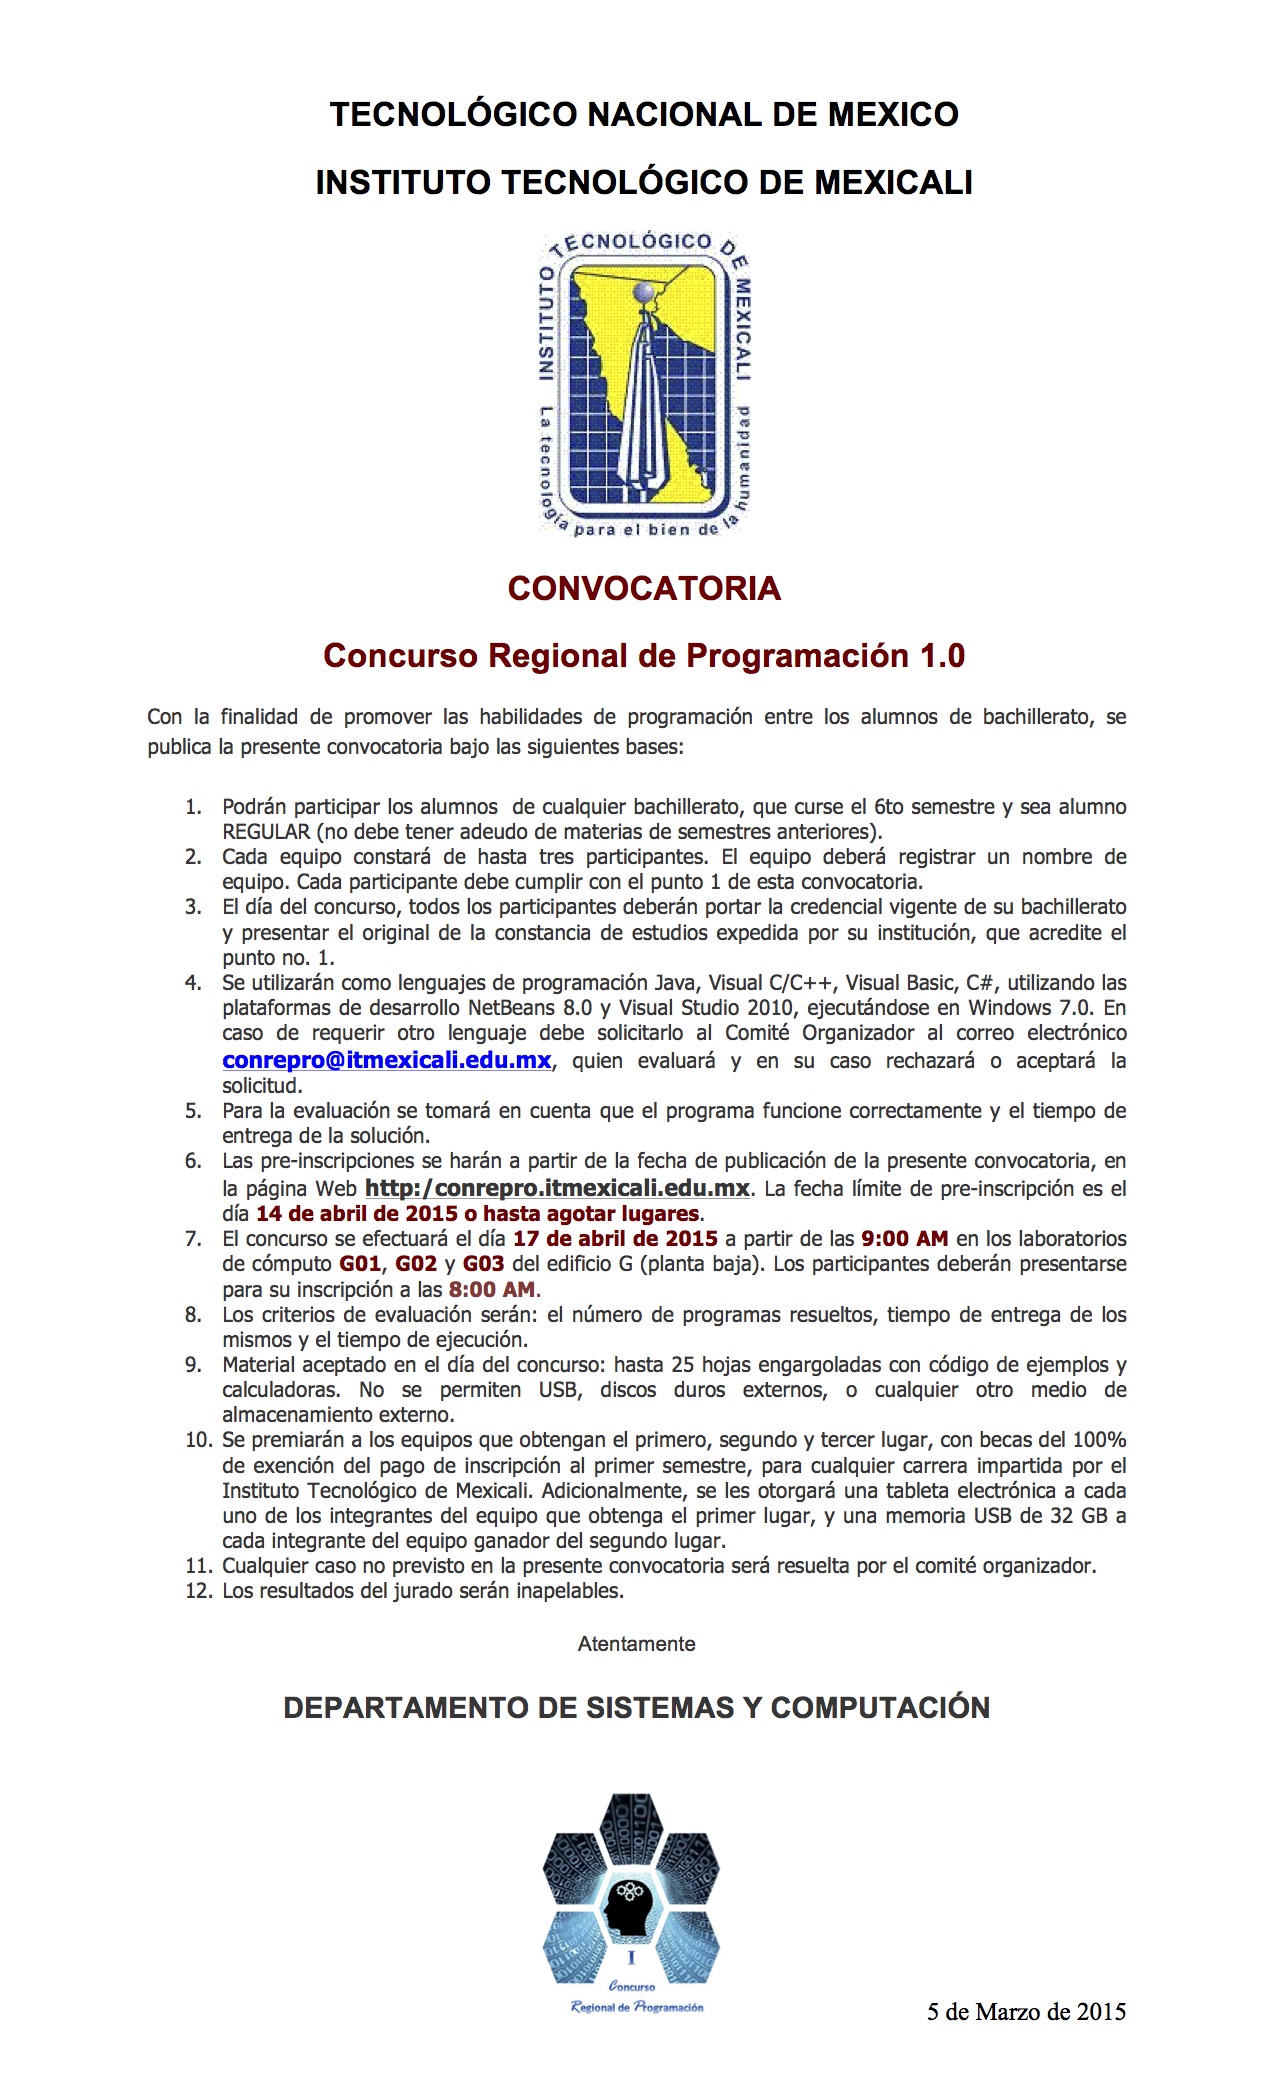 TECNOLÓGICO NACIONAL DE MEXICO
INSTITUTO TECNOLÓGICO DE MEXICALI
INSTITUTO TECNOLÓGICO DE MEXICALI
La tecnología para el bien de la humanidad
CONVOCATORIA
Concurso Regional de Programación 1.0
Con la finalidad de promover las habilidades de programación entre los alumnos de bachillerato, se
publica la presente convocatoria bajo las siguientes bases:
1. Podrán participar los alumnos de cualquier bachillerato, que curse el 6to semestre y sea alumno
REGULAR (no debe tener adeudo de materias de semestres anteriores).
2. Cada equipo constará de hasta tres participantes. El equipo deberá registrar un nombre de
equipo. Cada participante debe cumplir con el punto 1 de esta convocatoria.
3. El día del concurso, todos los participantes deberán portar la credencial vigente de su bachillerato
y presentar el original de la constancia de estudios expedida por su institución, que acredite el
punto no. 1.
4. Se utilizarán como lenguajes de programación Java, Visual C/C++, Visual Basic, C#, utilizando las
plataformas de desarrollo NetBeans 8.0 y Visual Studio 2010, ejecutándose en Windows 7.0. En
caso de requerir otro lenguaje debe solicitarlo al Comité Organizador al correo electrónico
conrepro@itmexicali.edu.mx, quien evaluará y en su caso rechazará o aceptará la
solicitud.
5. Para la evaluación se tomará en cuenta que el programa funcione correctamente y el tiempo de
entrega de la solución.
6. Las pre-inscripciones se harán a partir de la fecha de publicación de la presente convocatoria, en
la página Web http:/conrepro.itmexicali.edu.mx. La fecha límite de pre-inscripción es el
día 14 de abril de 2015 o hasta agotar lugares.
7. El concurso se efectuará el día 17 de abril de 2015 a partir de las 9:00 AM en los laboratorios
de cómputo G01, G02 y G03 del edificio G (planta baja). Los participantes deberán presentarse
para su inscripción a las 8:00 AM.
8. Los criterios de evaluación serán: el número de programas resueltos, tiempo de entrega de los
mismos y el tiempo de ejecución.
9. Material aceptado en el día del concurso: hasta 25 hojas engargoladas con código de ejemplos y
calculadoras. No se permiten USB, discos duros externos, o cualquier otro medio de
almacenamiento externo.
10. Se premiarán a los equipos que obtengan el primero, segundo y tercer lugar, con becas del 100%
de exención del pago de inscripción al primer semestre, para cualquier carrera impartida por el
Instituto Tecnológico de Mexicali. Adicionalmente, se les otorgará una tableta electrónica a cada
uno de los integrantes del equipo que obtenga el primer lugar, y una memoria USB de 32 GB a
cada integrante del equipo ganador del segundo lugar.
11. Cualquier caso no previsto en la presente convocatoria será resuelta por el comité organizador.
12. Los resultados del jurado serán inapelables.
Atentamente
DEPARTAMENTO DE SISTEMAS Y COMPUTACIÓN
I
Concurso
Regional de Programación
5 de Marzo de 2015